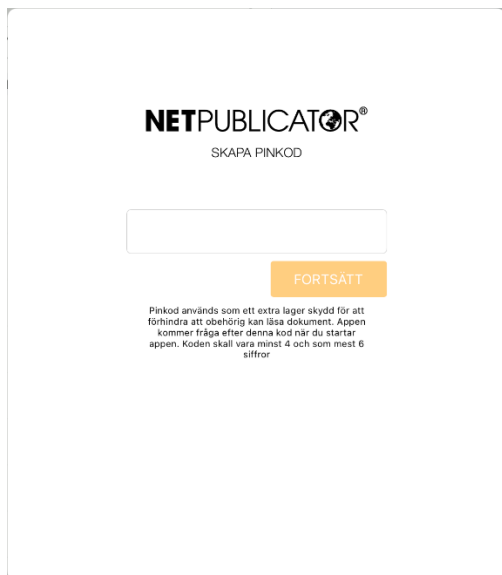 NETPUBLICATOR®
SKAPA PINKOD
FORTSÄTT
Pinkod används som ett extra lager skydd för att
förhindra att obehörig kan läsa dokument. Appen
kommer fråga efter denna kod när du startar
appen. Koden skall vara minst 4 och som mest 6
siffror